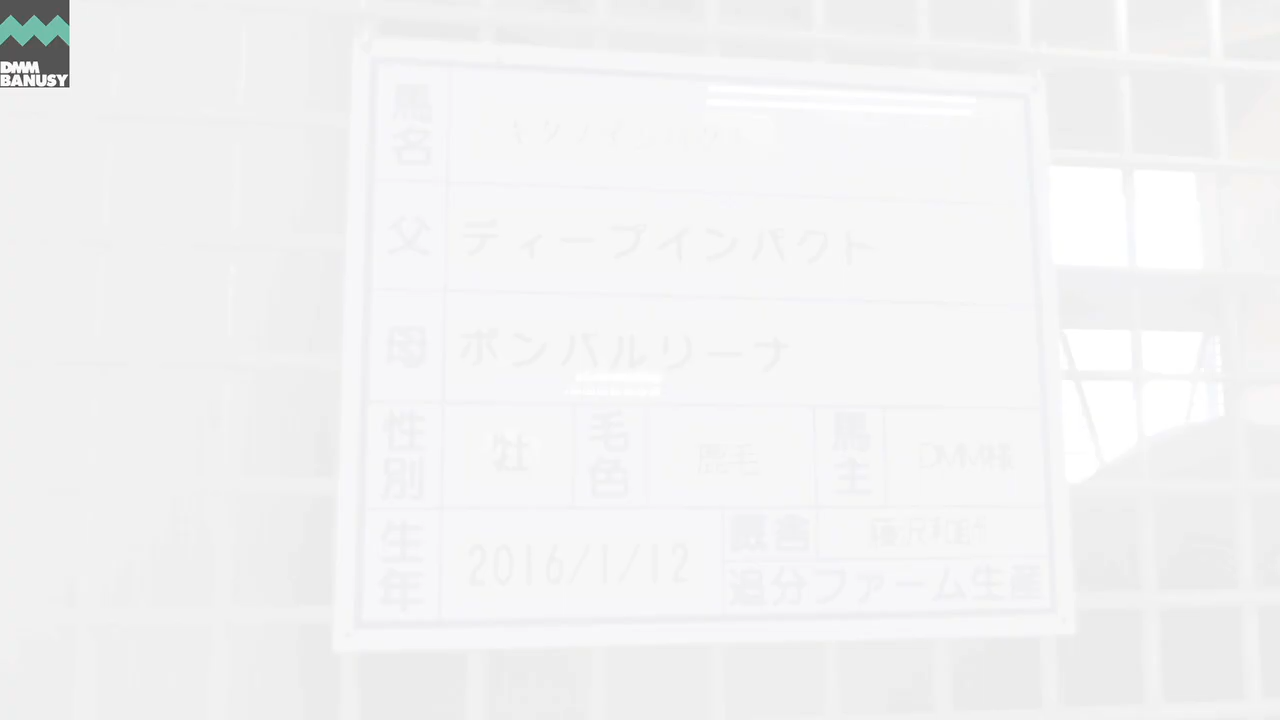 DMM
BANUSY
馬名
父 ディープインパクト
母 ボンバルリーナ
性別 牡 毛色 鹿毛 馬主 DMM様
生年 2016/1/12 厩舎
追分ファーム生産